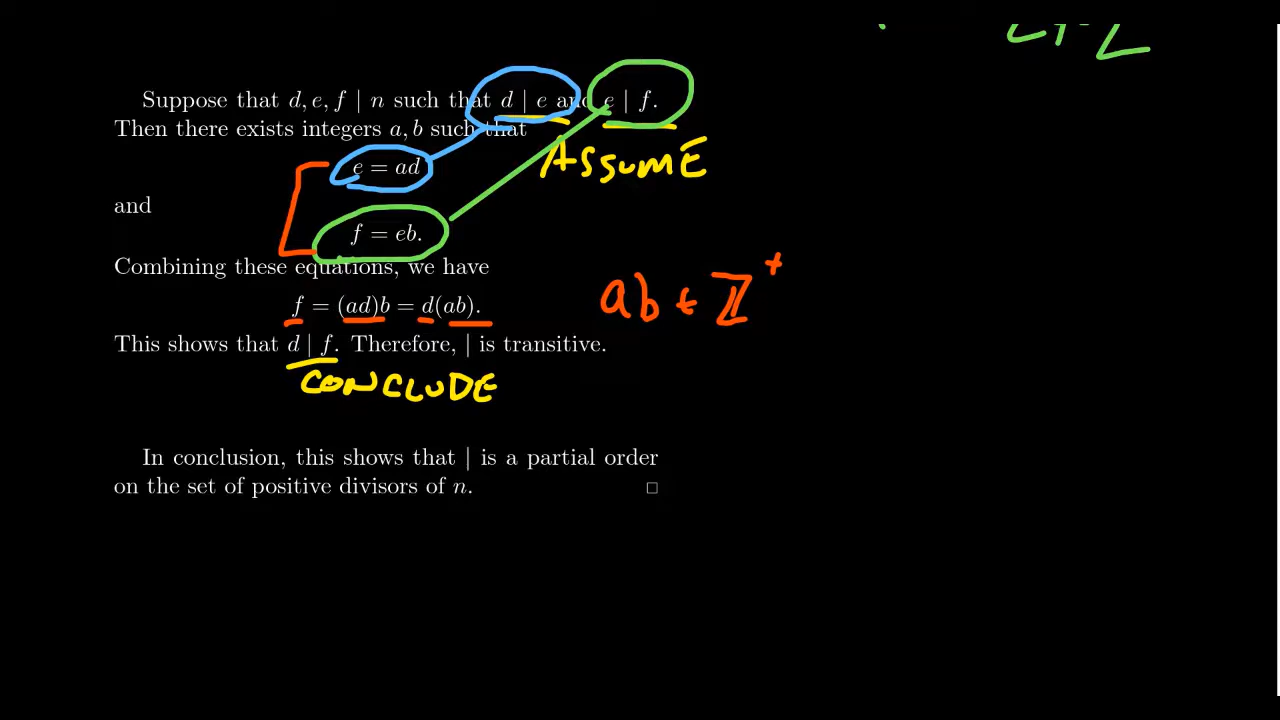 Suppose that d, e, f | n such that d | e and e | f.
Then there exists integers a, b such that
ASSUME
e = ad
and
f = eb.
Combining these equations, we have
f = (ad)b = d(ab).
ab ∈ ℤ⁺
This shows that d | f. Therefore, | is transitive.
CONCLUDE
In conclusion, this shows that | is a partial order
on the set of positive divisors of n. □